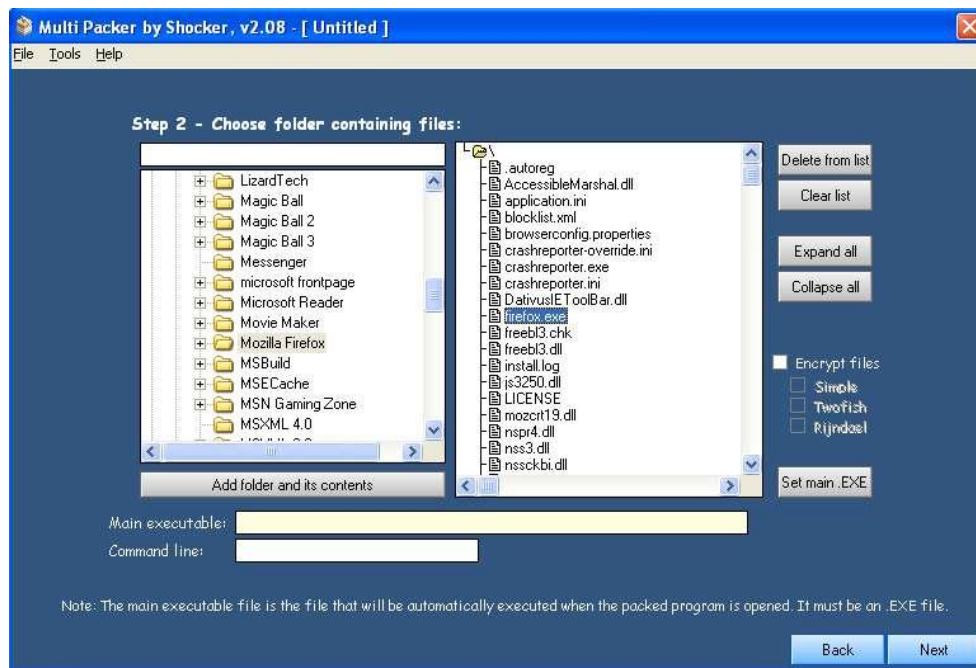 Multi Packer by Shocker, v2.08 - [ Untitled ]
File Tools Help
Step 2 - Choose folder containing files:
LizardTech
Magic Ball
Magic Ball 2
Magic Ball 3
Messenger
microsoft frontpage
Microsoft Reader
Movie Maker
Mozilla Firefox
MSBuild
MSECache
MSN Gaming Zone
MSXML 4.0
Add folder and its contents
\
.autoreg
AccessibleMarshal.dll
application.ini
blocklist.xml
browserconfig.properties
crashreporter-override.ini
crashreporter.exe
crashreporter.ini
DativusIEToolBar.dll
firefox.exe
freebl3.chk
freebl3.dll
install.log
js3250.dll
LICENSE
mozcrt19.dll
nspr4.dll
nss3.dll
nssckbi.dll
Delete from list
Clear list
Expand all
Collapse all
Encrypt files
Simple
Twofish
Rijndael
Set main .EXE
Main executable:
Command line:
Note: The main executable file is the file that will be automatically executed when the packed program is opened. It must be an .EXE file.
Back Next